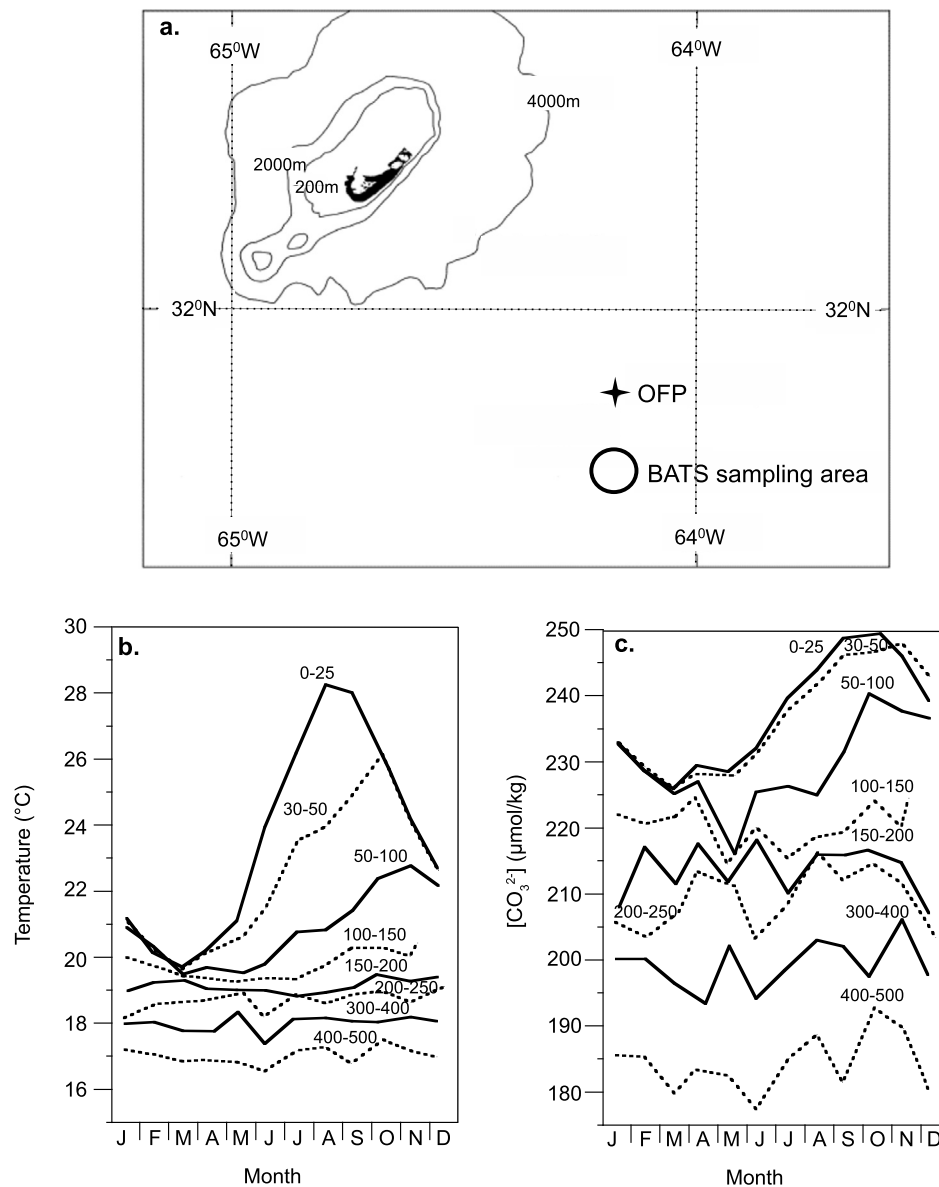 a.
65⁰W
64⁰W
4000m
2000m
200m
32⁰N
32⁰N
OFP
BATS sampling area
65⁰W
64⁰W
b.
30
28
26
24
22
20
18
16
Temperature (°C)
0-25
30-50
50-100
100-150
150-200
200-250
300-400
400-500
J F M A M J J A S O N D
Month
c.
250
240
230
220
210
200
190
180
[CO₃²⁻] (µmol/kg)
0-25
30-50
50-100
100-150
150-200
200-250
300-400
400-500
J F M A M J J A S O N D
Month